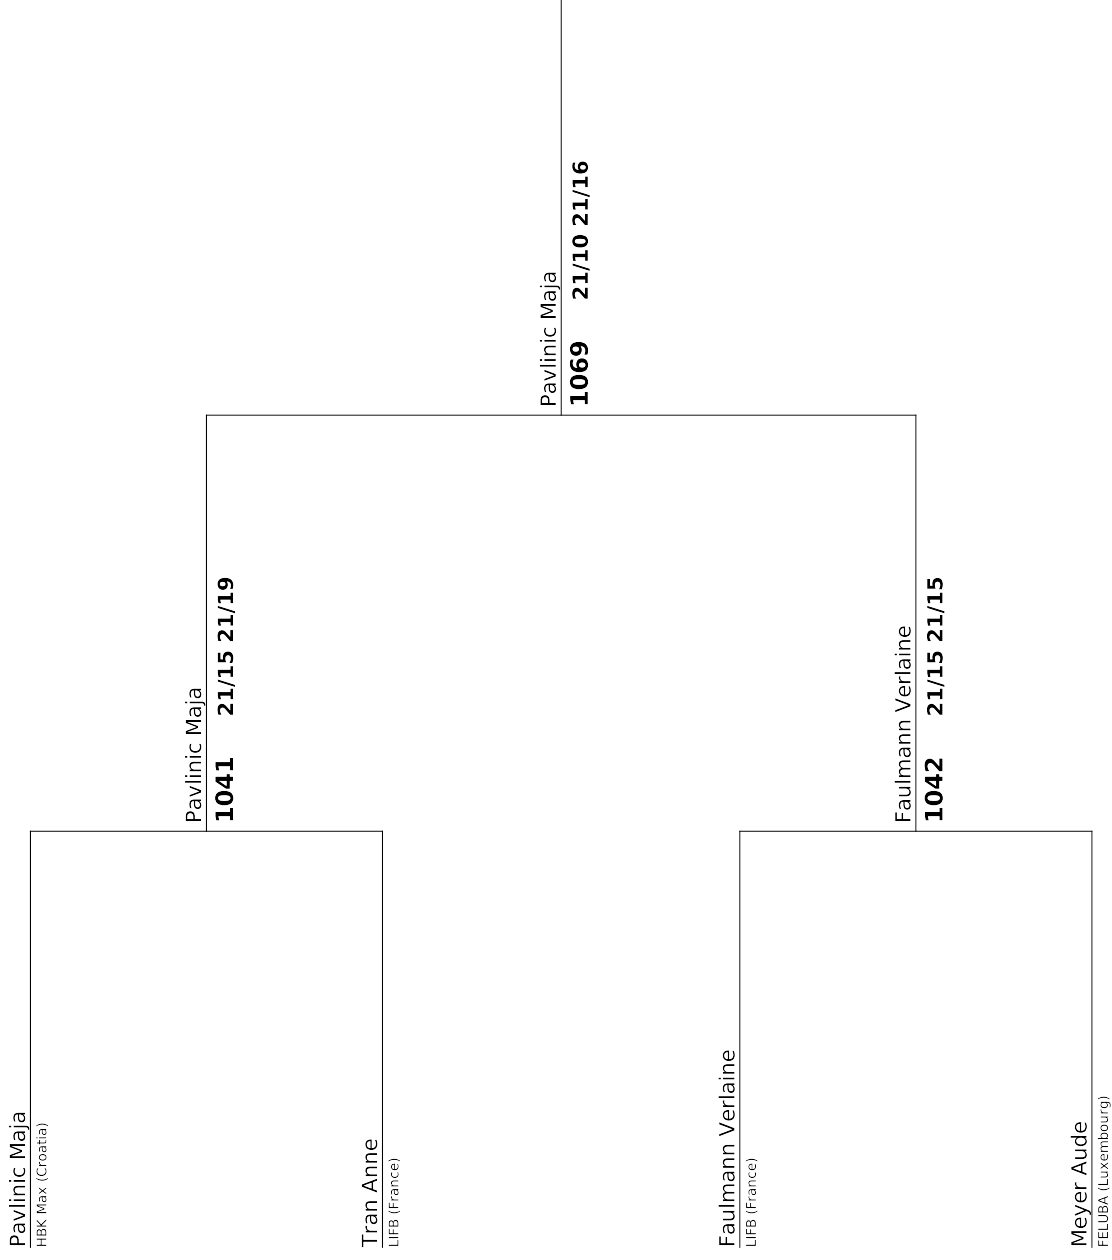 Pavlinic Maja
HBK Max (Croatia)
Pavlinic Maja
1041 21/15 21/19
Tran Anne
LIFB (France)
Pavlinic Maja
1069 21/10 21/16
Faulmann Verlaine
LIFB (France)
Faulmann Verlaine
1042 21/15 21/15
Meyer Aude
FELUBA (Luxembourg)